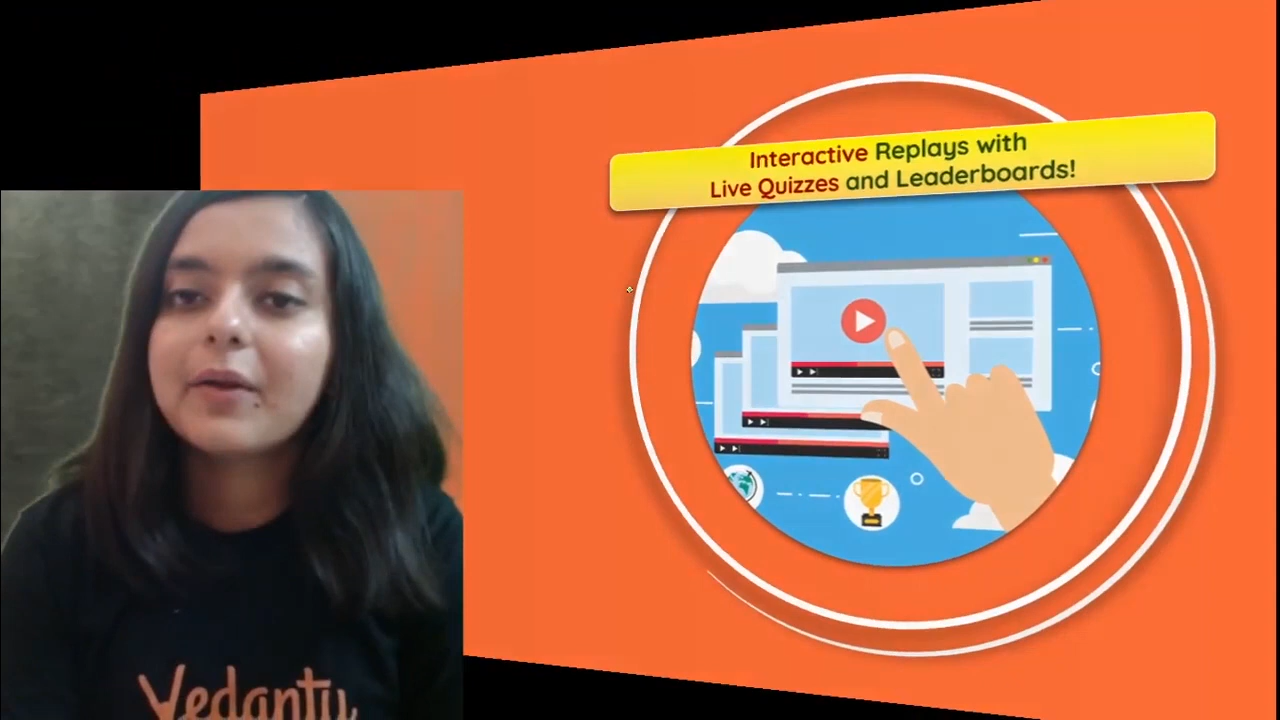 Interactive Replays with
Live Quizzes and Leaderboards!
Vedantu